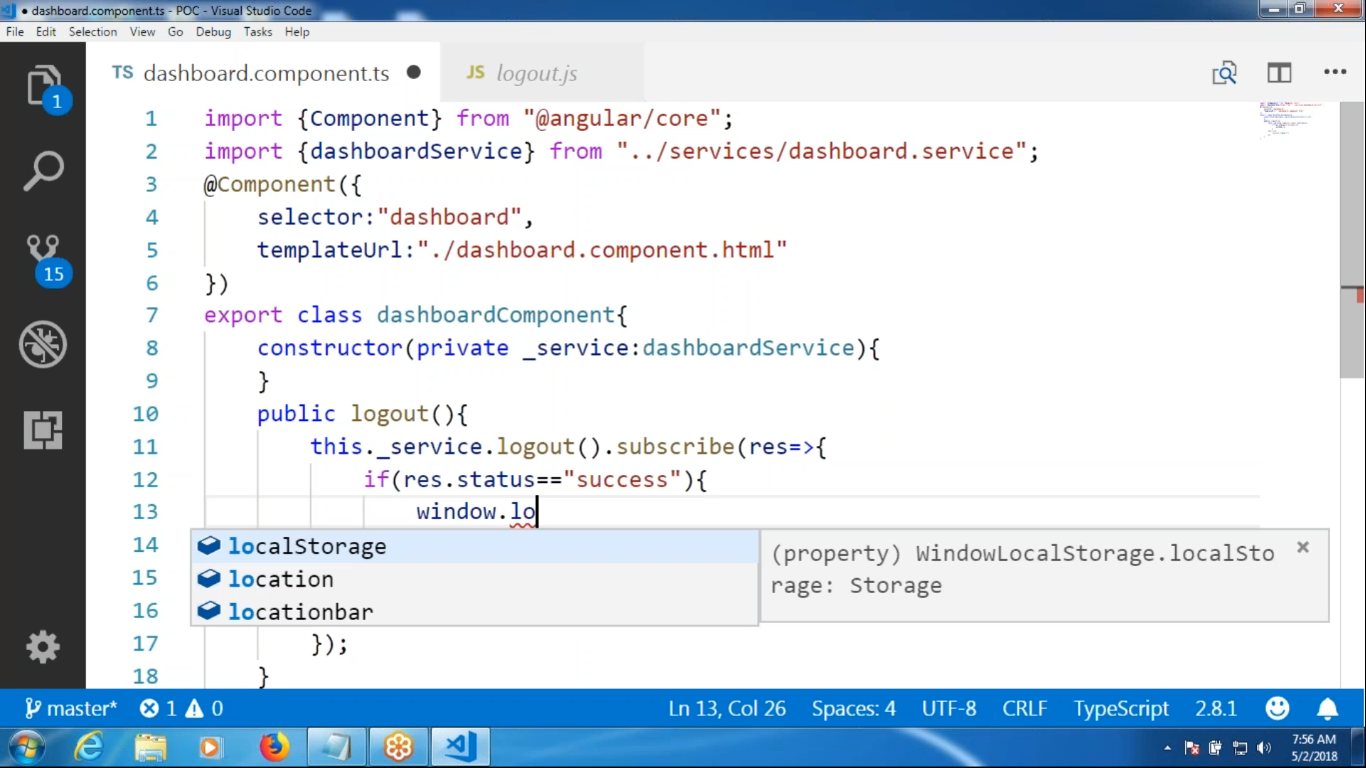 dashboard.component.ts - POC - Visual Studio Code
File Edit Selection View Go Debug Tasks Help
TS dashboard.component.ts JS logout.js
1 import {Component} from "@angular/core";
2 import {dashboardService} from "../services/dashboard.service";
3 @Component({
4 selector:"dashboard",
5 templateUrl:"./dashboard.component.html"
6 })
7 export class dashboardComponent{
8 constructor(private _service:dashboardService){
9 }
10 public logout(){
11 this._service.logout().subscribe(res=>{
12 if(res.status=="success"){
13 window.lo
14 localStorage
15 location
16 locationbar
(property) WindowLocalStorage.localSto
rage: Storage
17 });
18 }
1
15
master* 1 0 Ln 13, Col 26 Spaces: 4 UTF-8 CRLF TypeScript 2.8.1
7:56 AM
5/2/2018